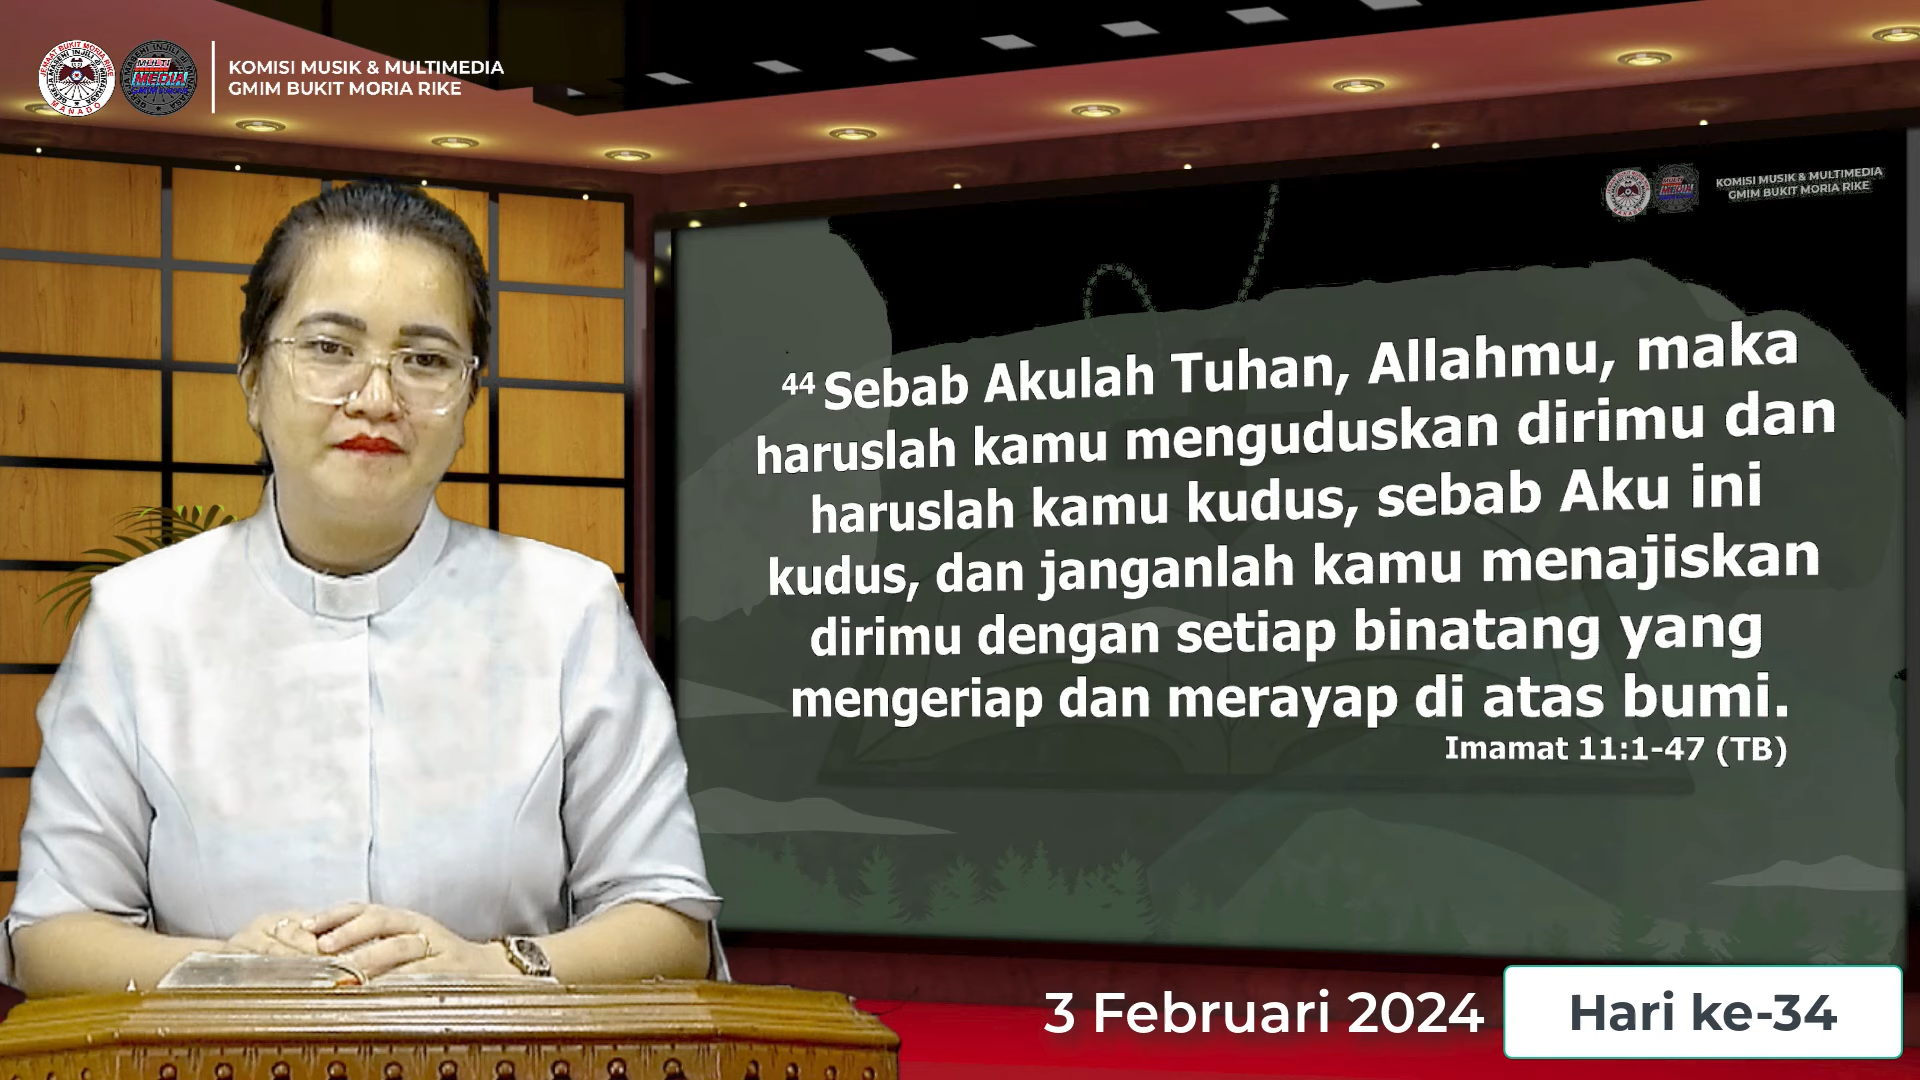 KOMISI MUSIK & MULTIMEDIA
GMIM BUKIT MORIA RIKE
MULTI
MEDIA
MANADO
KOMISI MUSIK & MULTIMEDIA
GMIM BUKIT MORIA RIKE
44 Sebab Akulah Tuhan, Allahmu, maka
haruslah kamu menguduskan dirimu dan
haruslah kamu kudus, sebab Aku ini
kudus, dan janganlah kamu menajiskan
dirimu dengan setiap binatang yang
mengeriap dan merayap di atas bumi.
Imamat 11:1-47 (TB)
3 Februari 2024
Hari ke-34